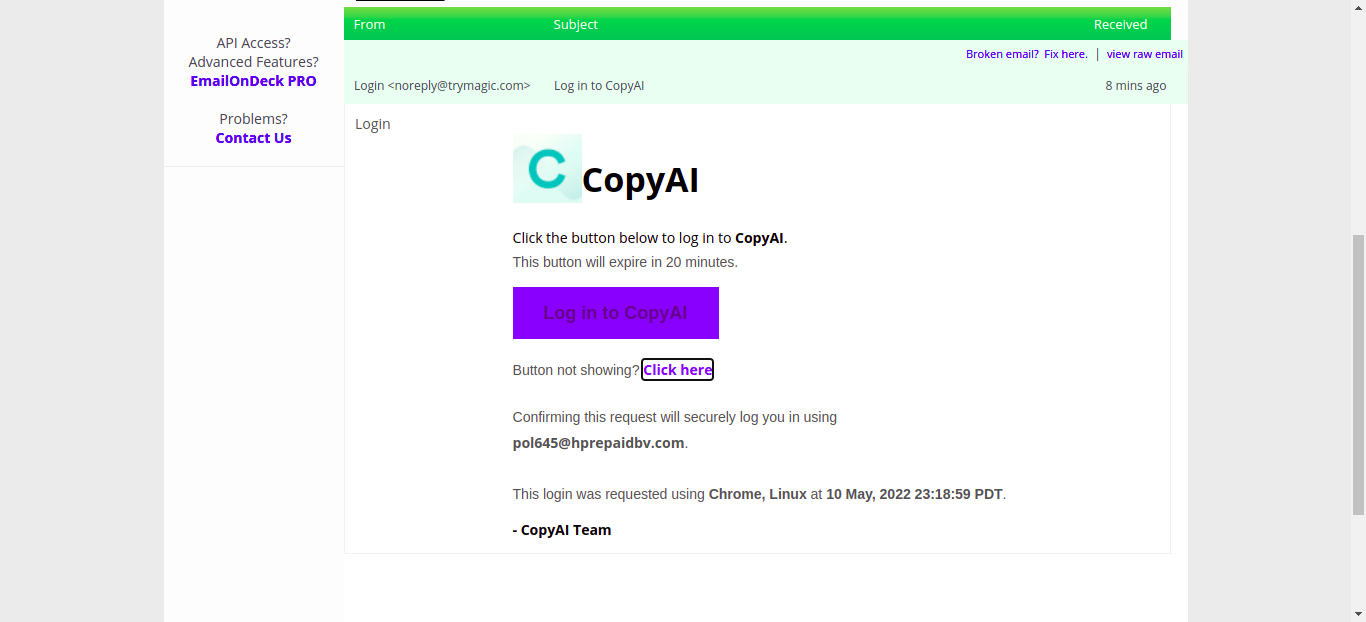 From Subject Received
API Access?
Advanced Features?
EmailOnDeck PRO
Problems?
Contact Us
Broken email? Fix here. | view raw email
Login <noreply@trymagic.com> Log in to CopyAI 8 mins ago
Login
C CopyAI
Click the button below to log in to CopyAI.
This button will expire in 20 minutes.
Log in to CopyAI
Button not showing? Click here
Confirming this request will securely log you in using
pol645@hprepaidbv.com.
This login was requested using Chrome, Linux at 10 May, 2022 23:18:59 PDT.
- CopyAI Team